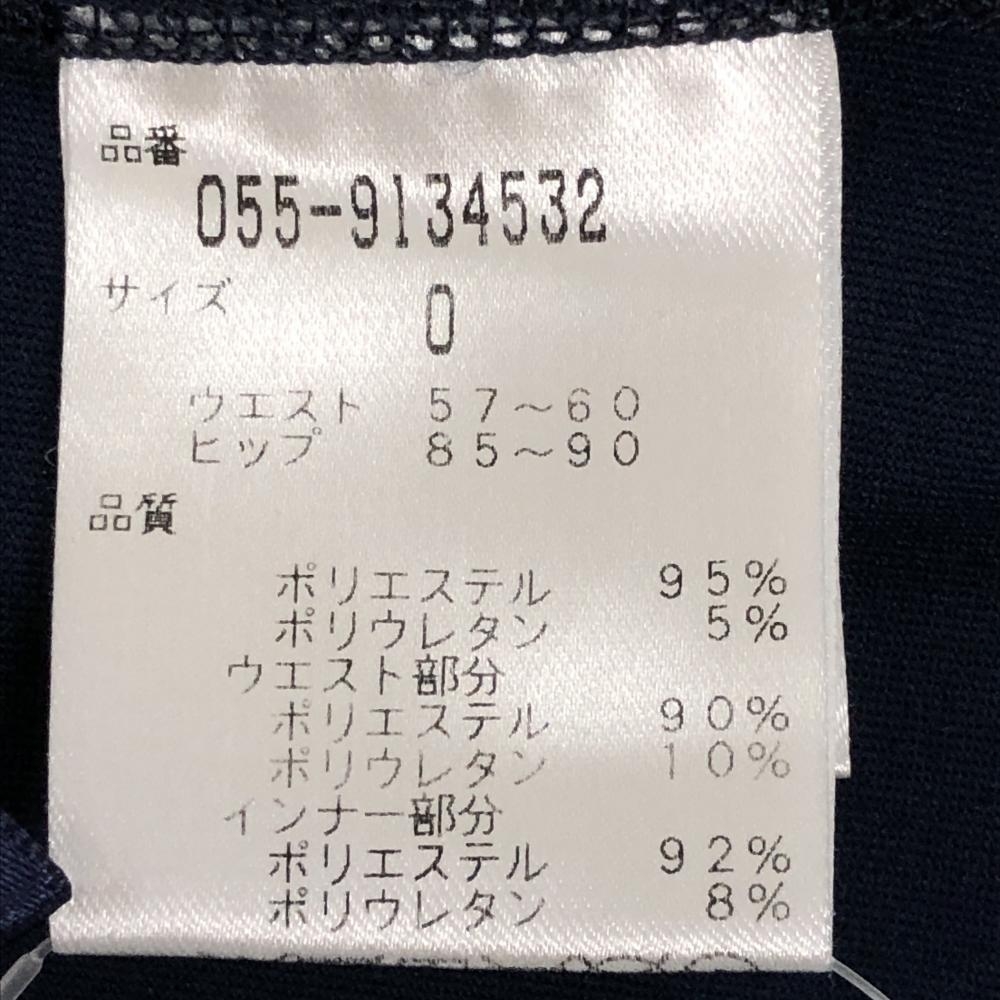 品番
055-9134532
サイズ 0
ウエスト 57～60
ヒップ 85～90
品質
ポリエステル 95%
ポリウレタン 5%
ウエスト部分
ポリエステル 90%
ポリウレタン 10%
インナー部分
ポリエステル 92%
ポリウレタン 8%